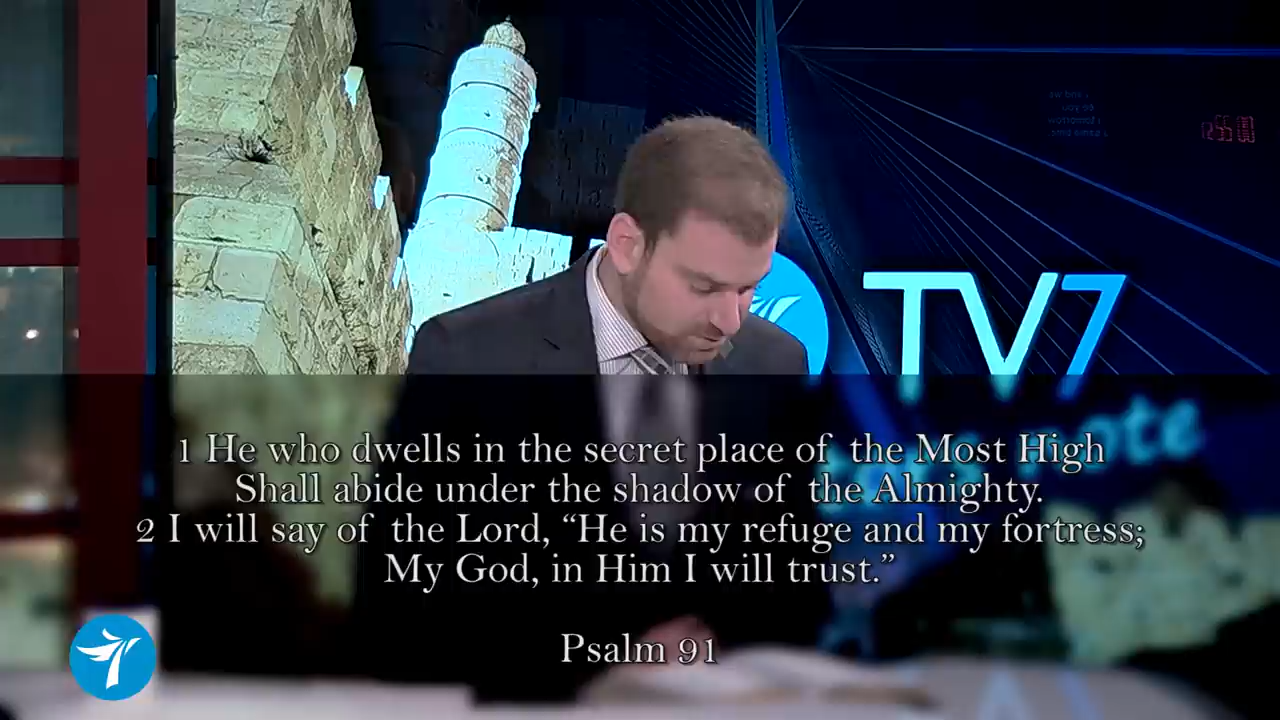 TV7
ote
1 He who dwells in the secret place of the Most High
Shall abide under the shadow of the Almighty.
2 I will say of the Lord, “He is my refuge and my fortress;
My God, in Him I will trust.”
Psalm 91